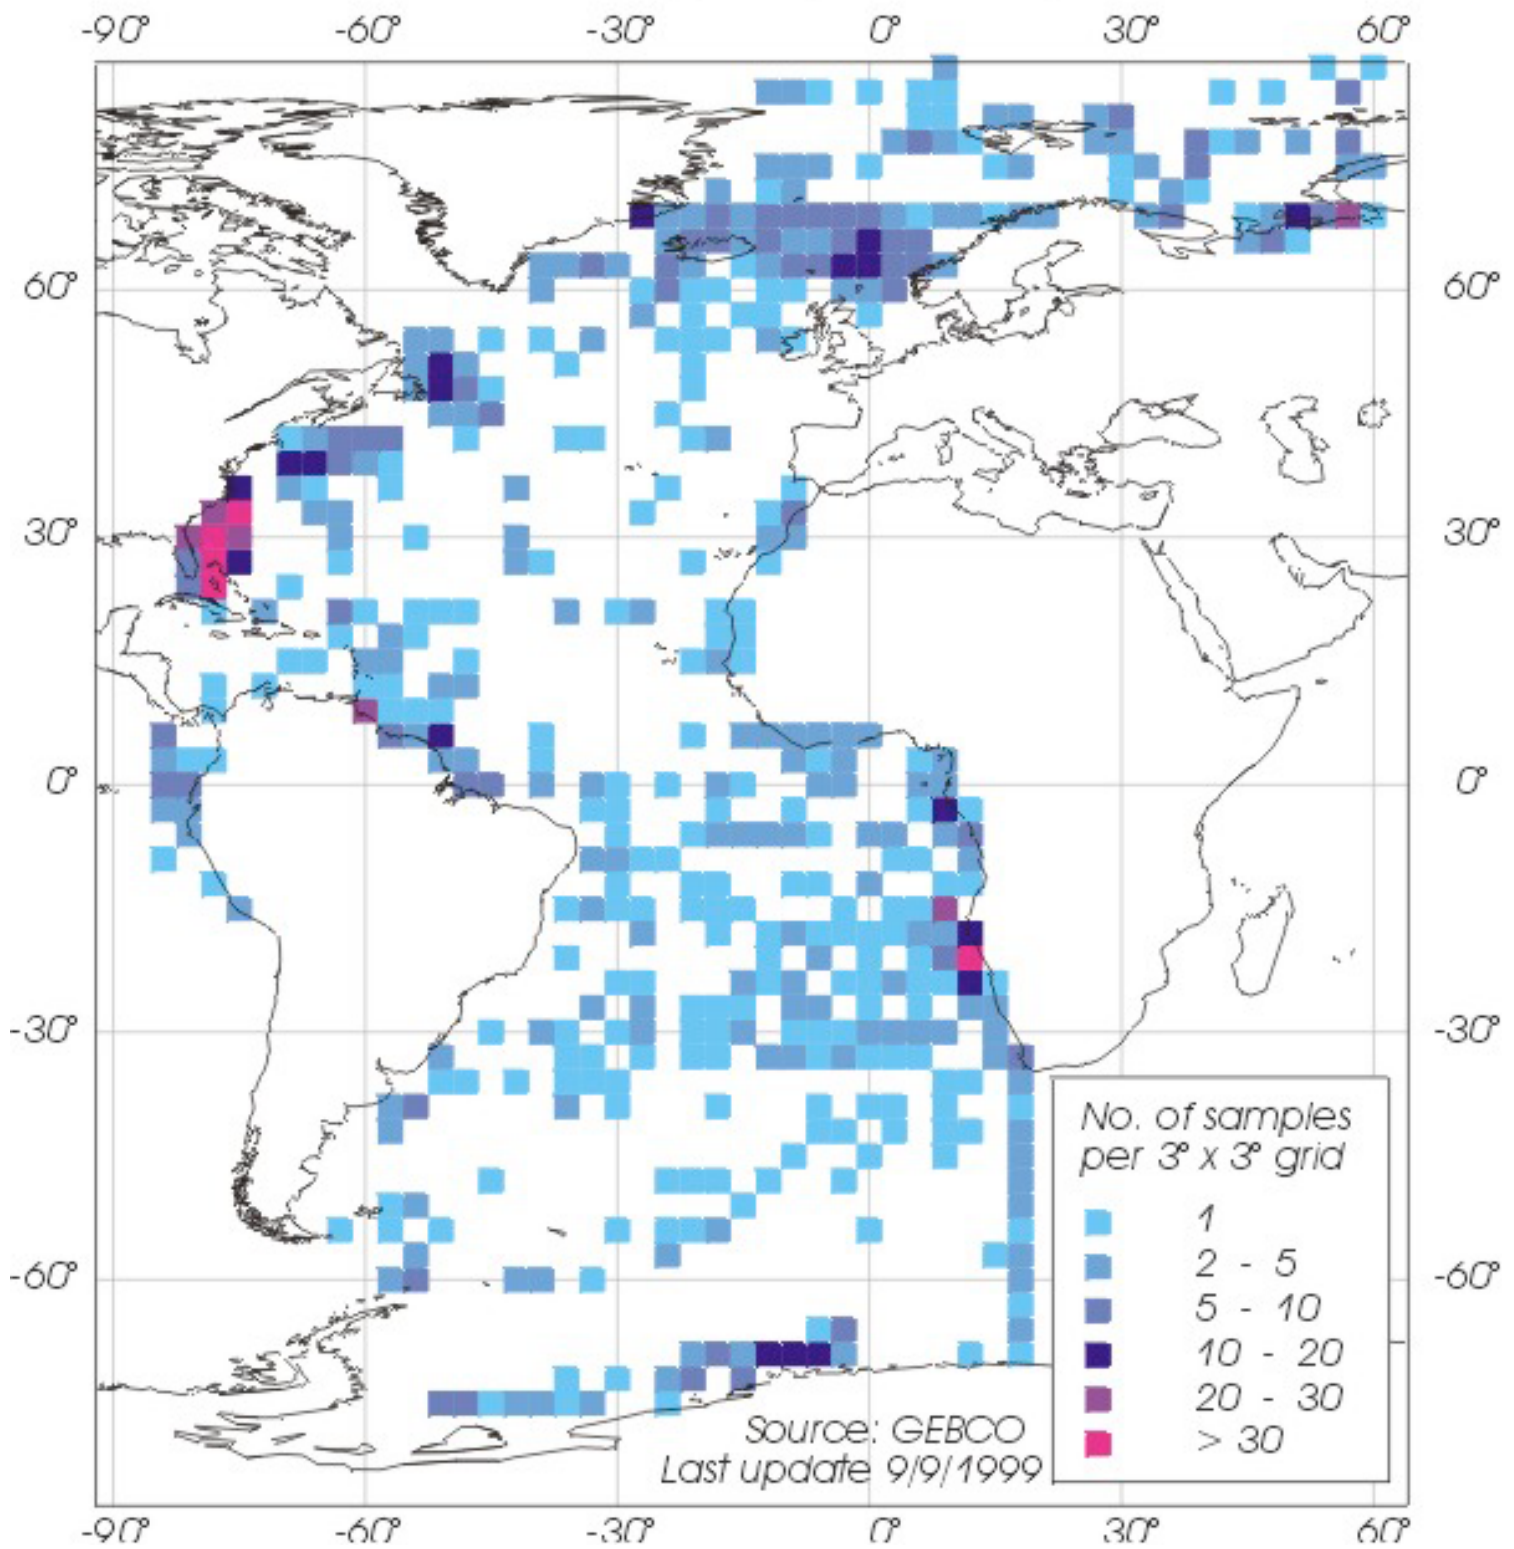 -90° -60° -30° 0° 30° 60°
60° 60°
30° 30°
0° 0°
-30° -30°
No. of samples
per 3° x 3° grid
1
2 - 5
-60° -60°
5 - 10
10 - 20
20 - 30
> 30
Source: GEBCO
Last update 9/9/1999
-90° -60° -30° 0° 30° 60°